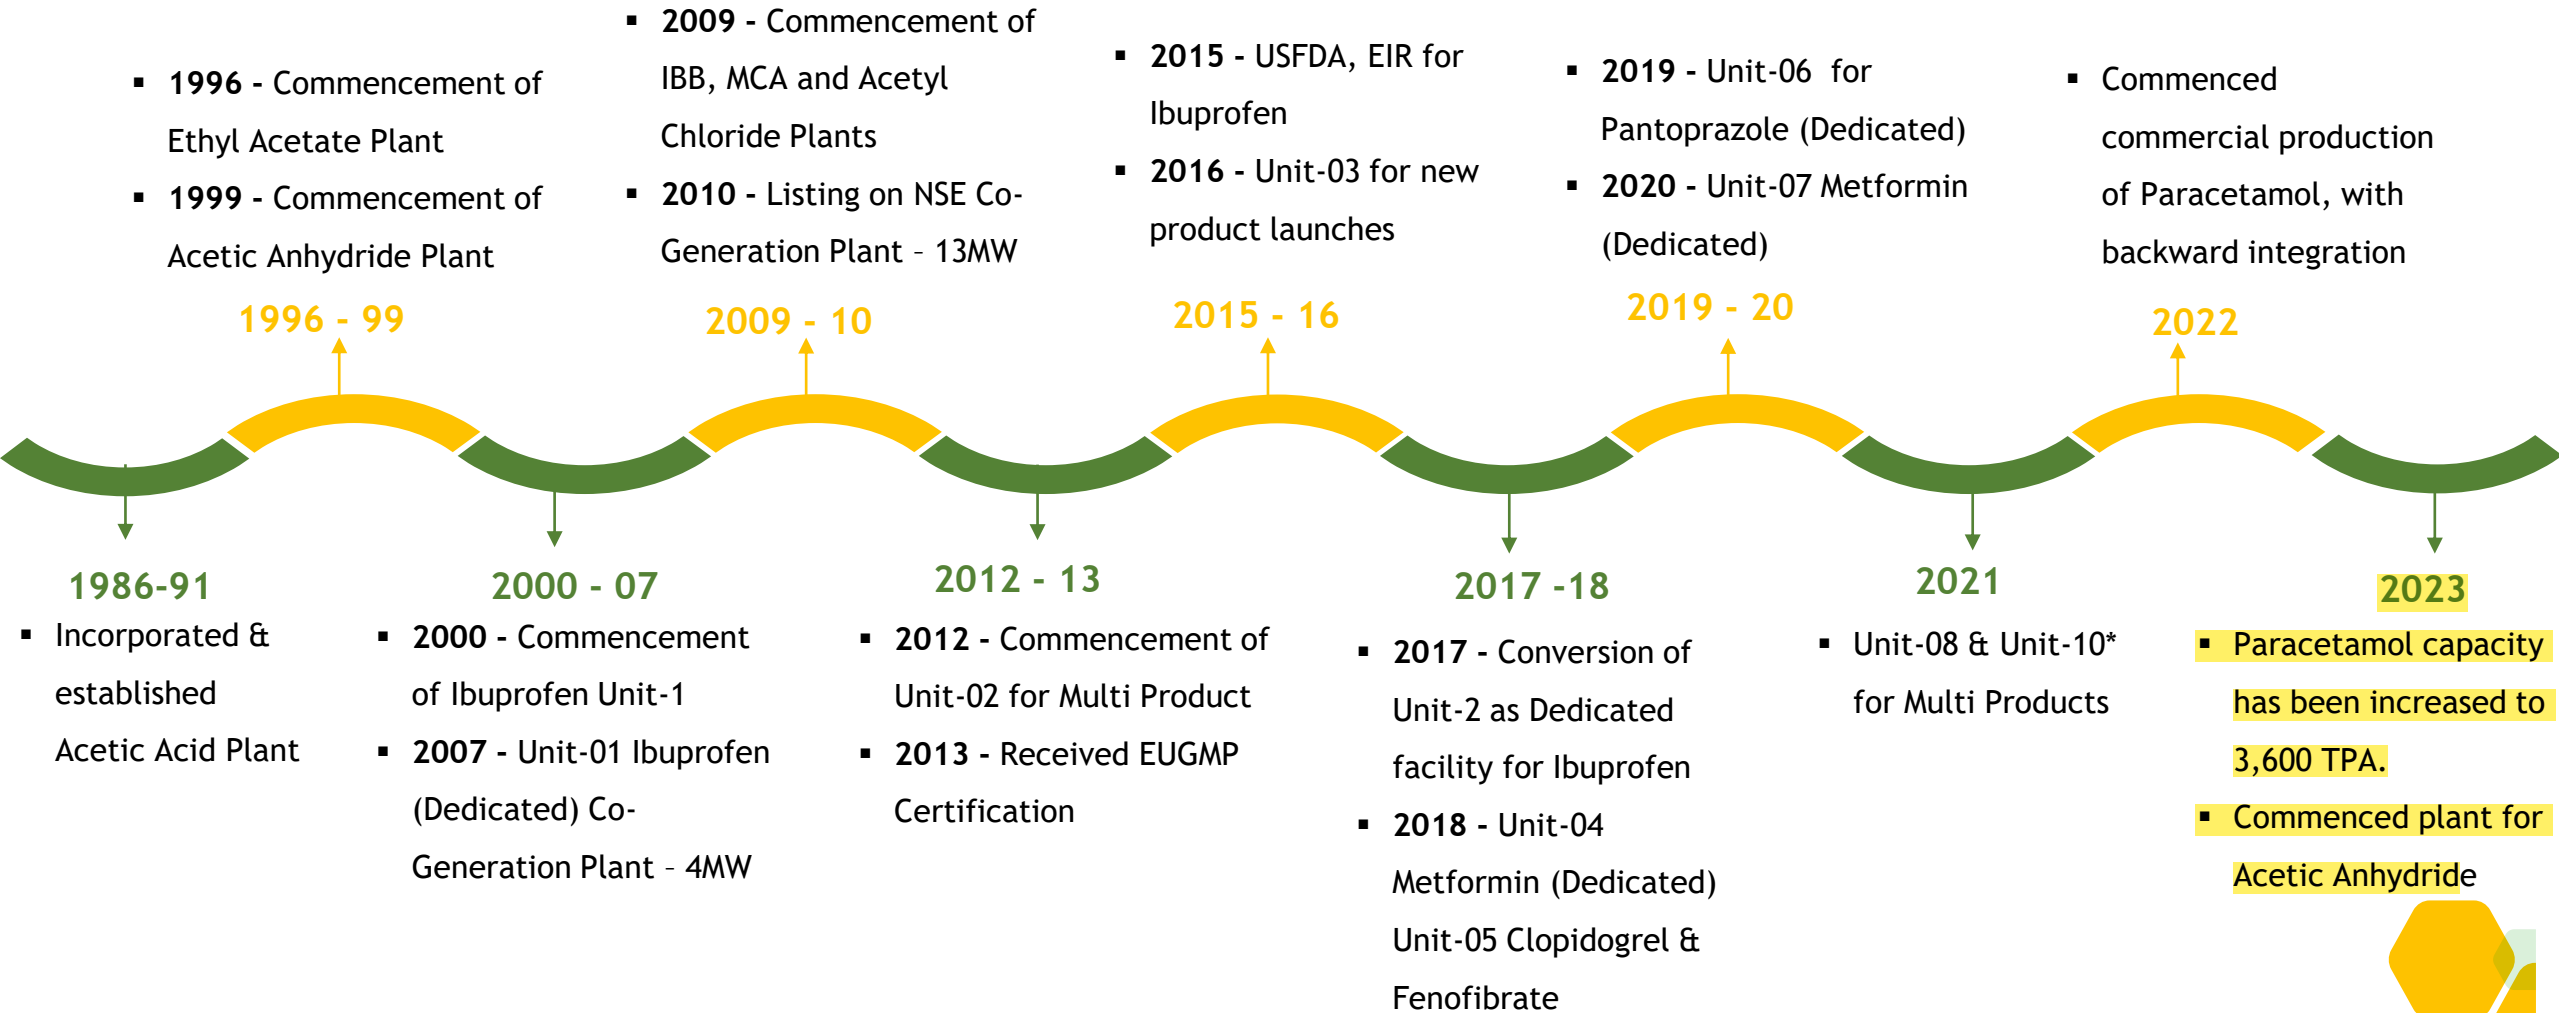 ▪ 1996 - Commencement of
Ethyl Acetate Plant
▪ 1999 - Commencement of
Acetic Anhydride Plant
1996 - 99
▪ 2009 - Commencement of
IBB, MCA and Acetyl
Chloride Plants
▪ 2010 - Listing on NSE Co-
Generation Plant – 13MW
2009 - 10
▪ 2015 - USFDA, EIR for
Ibuprofen
▪ 2016 - Unit-03 for new
product launches
2015 - 16
▪ 2019 - Unit-06 for
Pantoprazole (Dedicated)
▪ 2020 - Unit-07 Metformin
(Dedicated)
2019 - 20
▪ Commenced
commercial production
of Paracetamol, with
backward integration
2022
1986-91
▪ Incorporated &
established
Acetic Acid Plant
2000 - 07
▪ 2000 - Commencement
of Ibuprofen Unit-1
▪ 2007 - Unit-01 Ibuprofen
(Dedicated) Co-
Generation Plant – 4MW
2012 - 13
▪ 2012 - Commencement of
Unit-02 for Multi Product
▪ 2013 - Received EUGMP
Certification
2017 -18
▪ 2017 - Conversion of
Unit-2 as Dedicated
facility for Ibuprofen
▪ 2018 - Unit-04
Metformin (Dedicated)
Unit-05 Clopidogrel &
Fenofibrate
2021
▪ Unit-08 & Unit-10*
for Multi Products
2023
▪ Paracetamol capacity
has been increased to
3,600 TPA.
▪ Commenced plant for
Acetic Anhydride